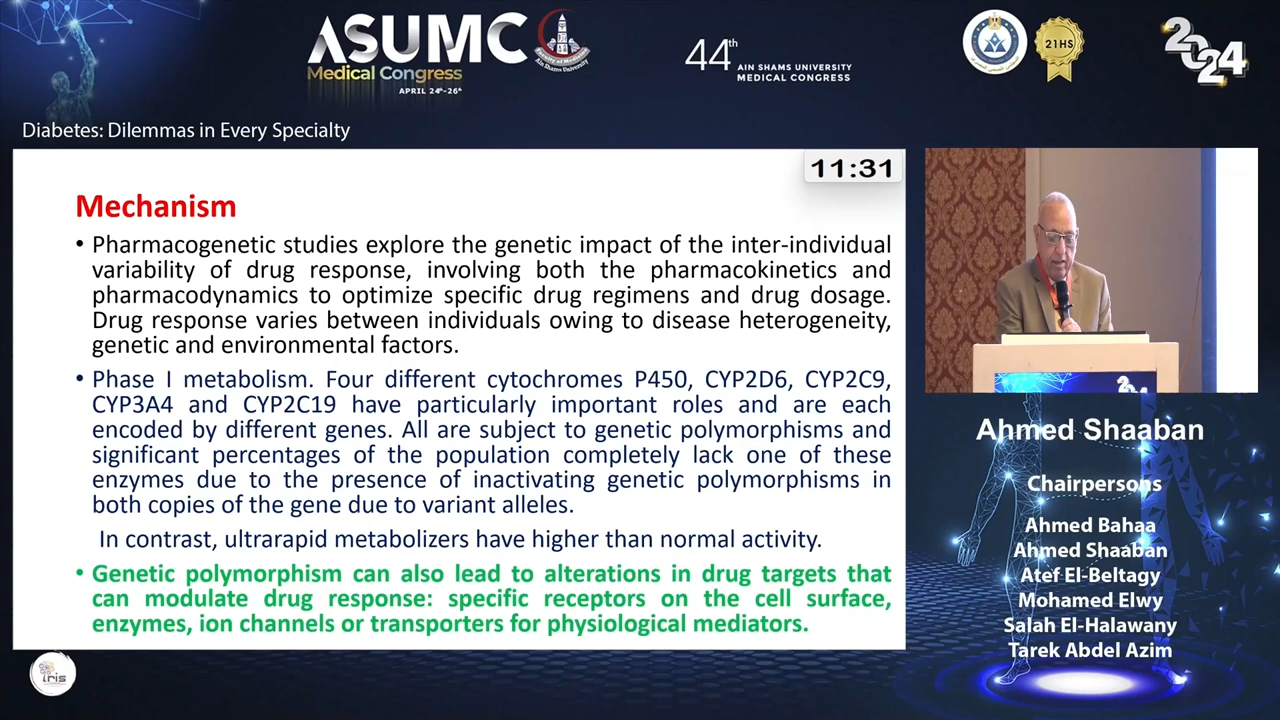 ASUMC
Medical Congress
APRIL 24th-26th
Faculty of Medicine
Ain Shams University
44th
AIN SHAMS UNIVERSITY
MEDICAL CONGRESS
21HS
2024
Diabetes: Dilemmas in Every Specialty
11:31
Mechanism
• Pharmacogenetic studies explore the genetic impact of the inter-individual
variability of drug response, involving both the pharmacokinetics and
pharmacodynamics to optimize specific drug regimens and drug dosage.
Drug response varies between individuals owing to disease heterogeneity,
genetic and environmental factors.
• Phase I metabolism. Four different cytochromes P450, CYP2D6, CYP2C9,
CYP3A4 and CYP2C19 have particularly important roles and are each
encoded by different genes. All are subject to genetic polymorphisms and
significant percentages of the population completely lack one of these
enzymes due to the presence of inactivating genetic polymorphisms in
both copies of the gene due to variant alleles.
In contrast, ultrarapid metabolizers have higher than normal activity.
• Genetic polymorphism can also lead to alterations in drug targets that
can modulate drug response: specific receptors on the cell surface,
enzymes, ion channels or transporters for physiological mediators.
Ahmed Shaaban
Chairpersons
Ahmed Bahaa
Ahmed Shaaban
Atef El-Beltagy
Mohamed Elwy
Salah El-Halawany
Tarek Abdel Azim
iris